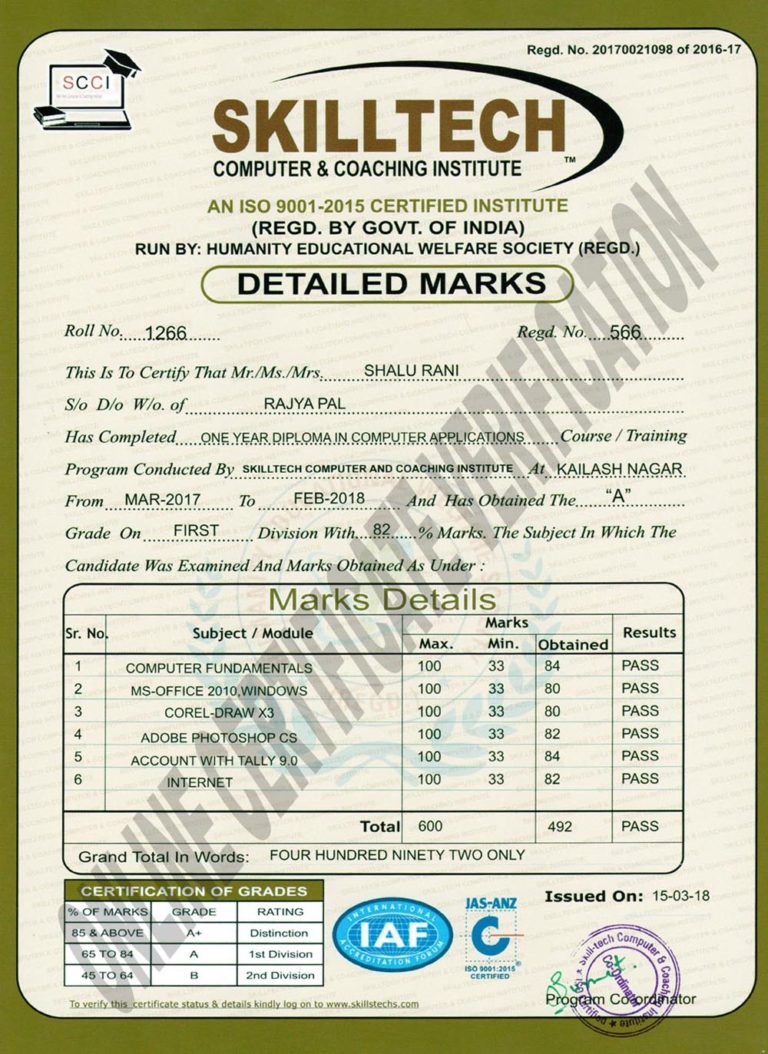 Regd. No. 20170021098 of 2016-17
SCCI
SKILLTECH
TM
COMPUTER & COACHING INSTITUTE
AN ISO 9001-2015 CERTIFIED INSTITUTE
(REGD. BY GOVT. OF INDIA)
RUN BY: HUMANITY EDUCATIONAL WELFARE SOCIETY (REGD.)
DETAILED MARKS
Roll No. 1266 Regd. No. 566
This Is To Certify That Mr./Ms./Mrs. SHALU RANI
S/o D/o W/o. of RAJYA PAL
Has Completed ONE YEAR DIPLOMA IN COMPUTER APPLICATIONS Course / Training
Program Conducted By SKILLTECH COMPUTER AND COACHING INSTITUTE At KAILASH NAGAR
From MAR-2017 To FEB-2018 And Has Obtained The "A"
Grade On FIRST Division With 82 % Marks. The Subject In Which The
Candidate Was Examined And Marks Obtained As Under :
Marks Details
Sr. No. Subject / Module Marks Results
Max. Min. Obtained
1 COMPUTER FUNDAMENTALS 100 33 84 PASS
2 MS-OFFICE 2010,WINDOWS 100 33 80 PASS
3 COREL-DRAW X3 100 33 80 PASS
4 ADOBE PHOTOSHOP CS 100 33 82 PASS
5 ACCOUNT WITH TALLY 9.0 100 33 84 PASS
6 INTERNET 100 33 82 PASS
Total 600 492 PASS
Grand Total In Words: FOUR HUNDRED NINETY TWO ONLY
CERTIFICATION OF GRADES
% OF MARKS GRADE RATING
85 & ABOVE A+ Distinction
65 TO 84 A 1st Division
45 TO 64 B 2nd Division
INTERNATIONAL
IAF
ACCREDITATION FORUM
JAS-ANZ
ISO 9001:2015
CERTIFIED
Issued On: 15-03-18
Skill-tech Computer & Coaching Institute
Co-Ordinator
Program Co-ordinator
To verify this certificate status & details kindly log on to www.skillstechs.com
ONLINE CERTIFICATE VERIFICATION